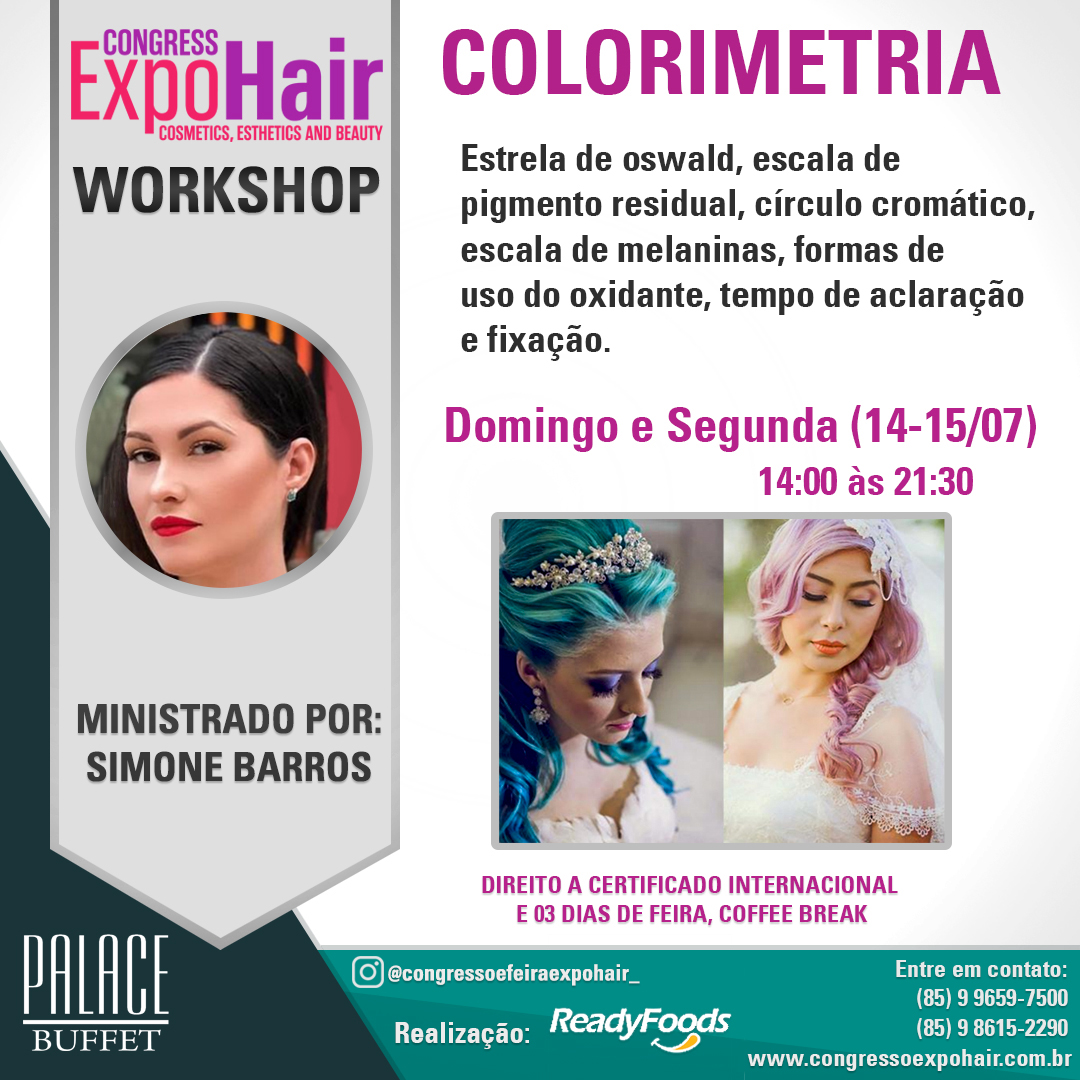 CONGRESS
ExpoHair
COSMETICS, ESTHETICS AND BEAUTY
WORKSHOP
MINISTRADO POR:
SIMONE BARROS
COLORIMETRIA
Estrela de oswald, escala de
pigmento residual, círculo cromático,
escala de melaninas, formas de
uso do oxidante, tempo de aclaração
e fixação.
Domingo e Segunda (14-15/07)
14:00 às 21:30
DIREITO A CERTIFICADO INTERNACIONAL
E 03 DIAS DE FEIRA, COFFEE BREAK
PALACE
BUFFET
@congressoefeiraexpohair_
Realização: ReadyFoods
Entre em contato:
(85) 9 9659-7500
(85) 9 8615-2290
www.congressoexpohair.com.br